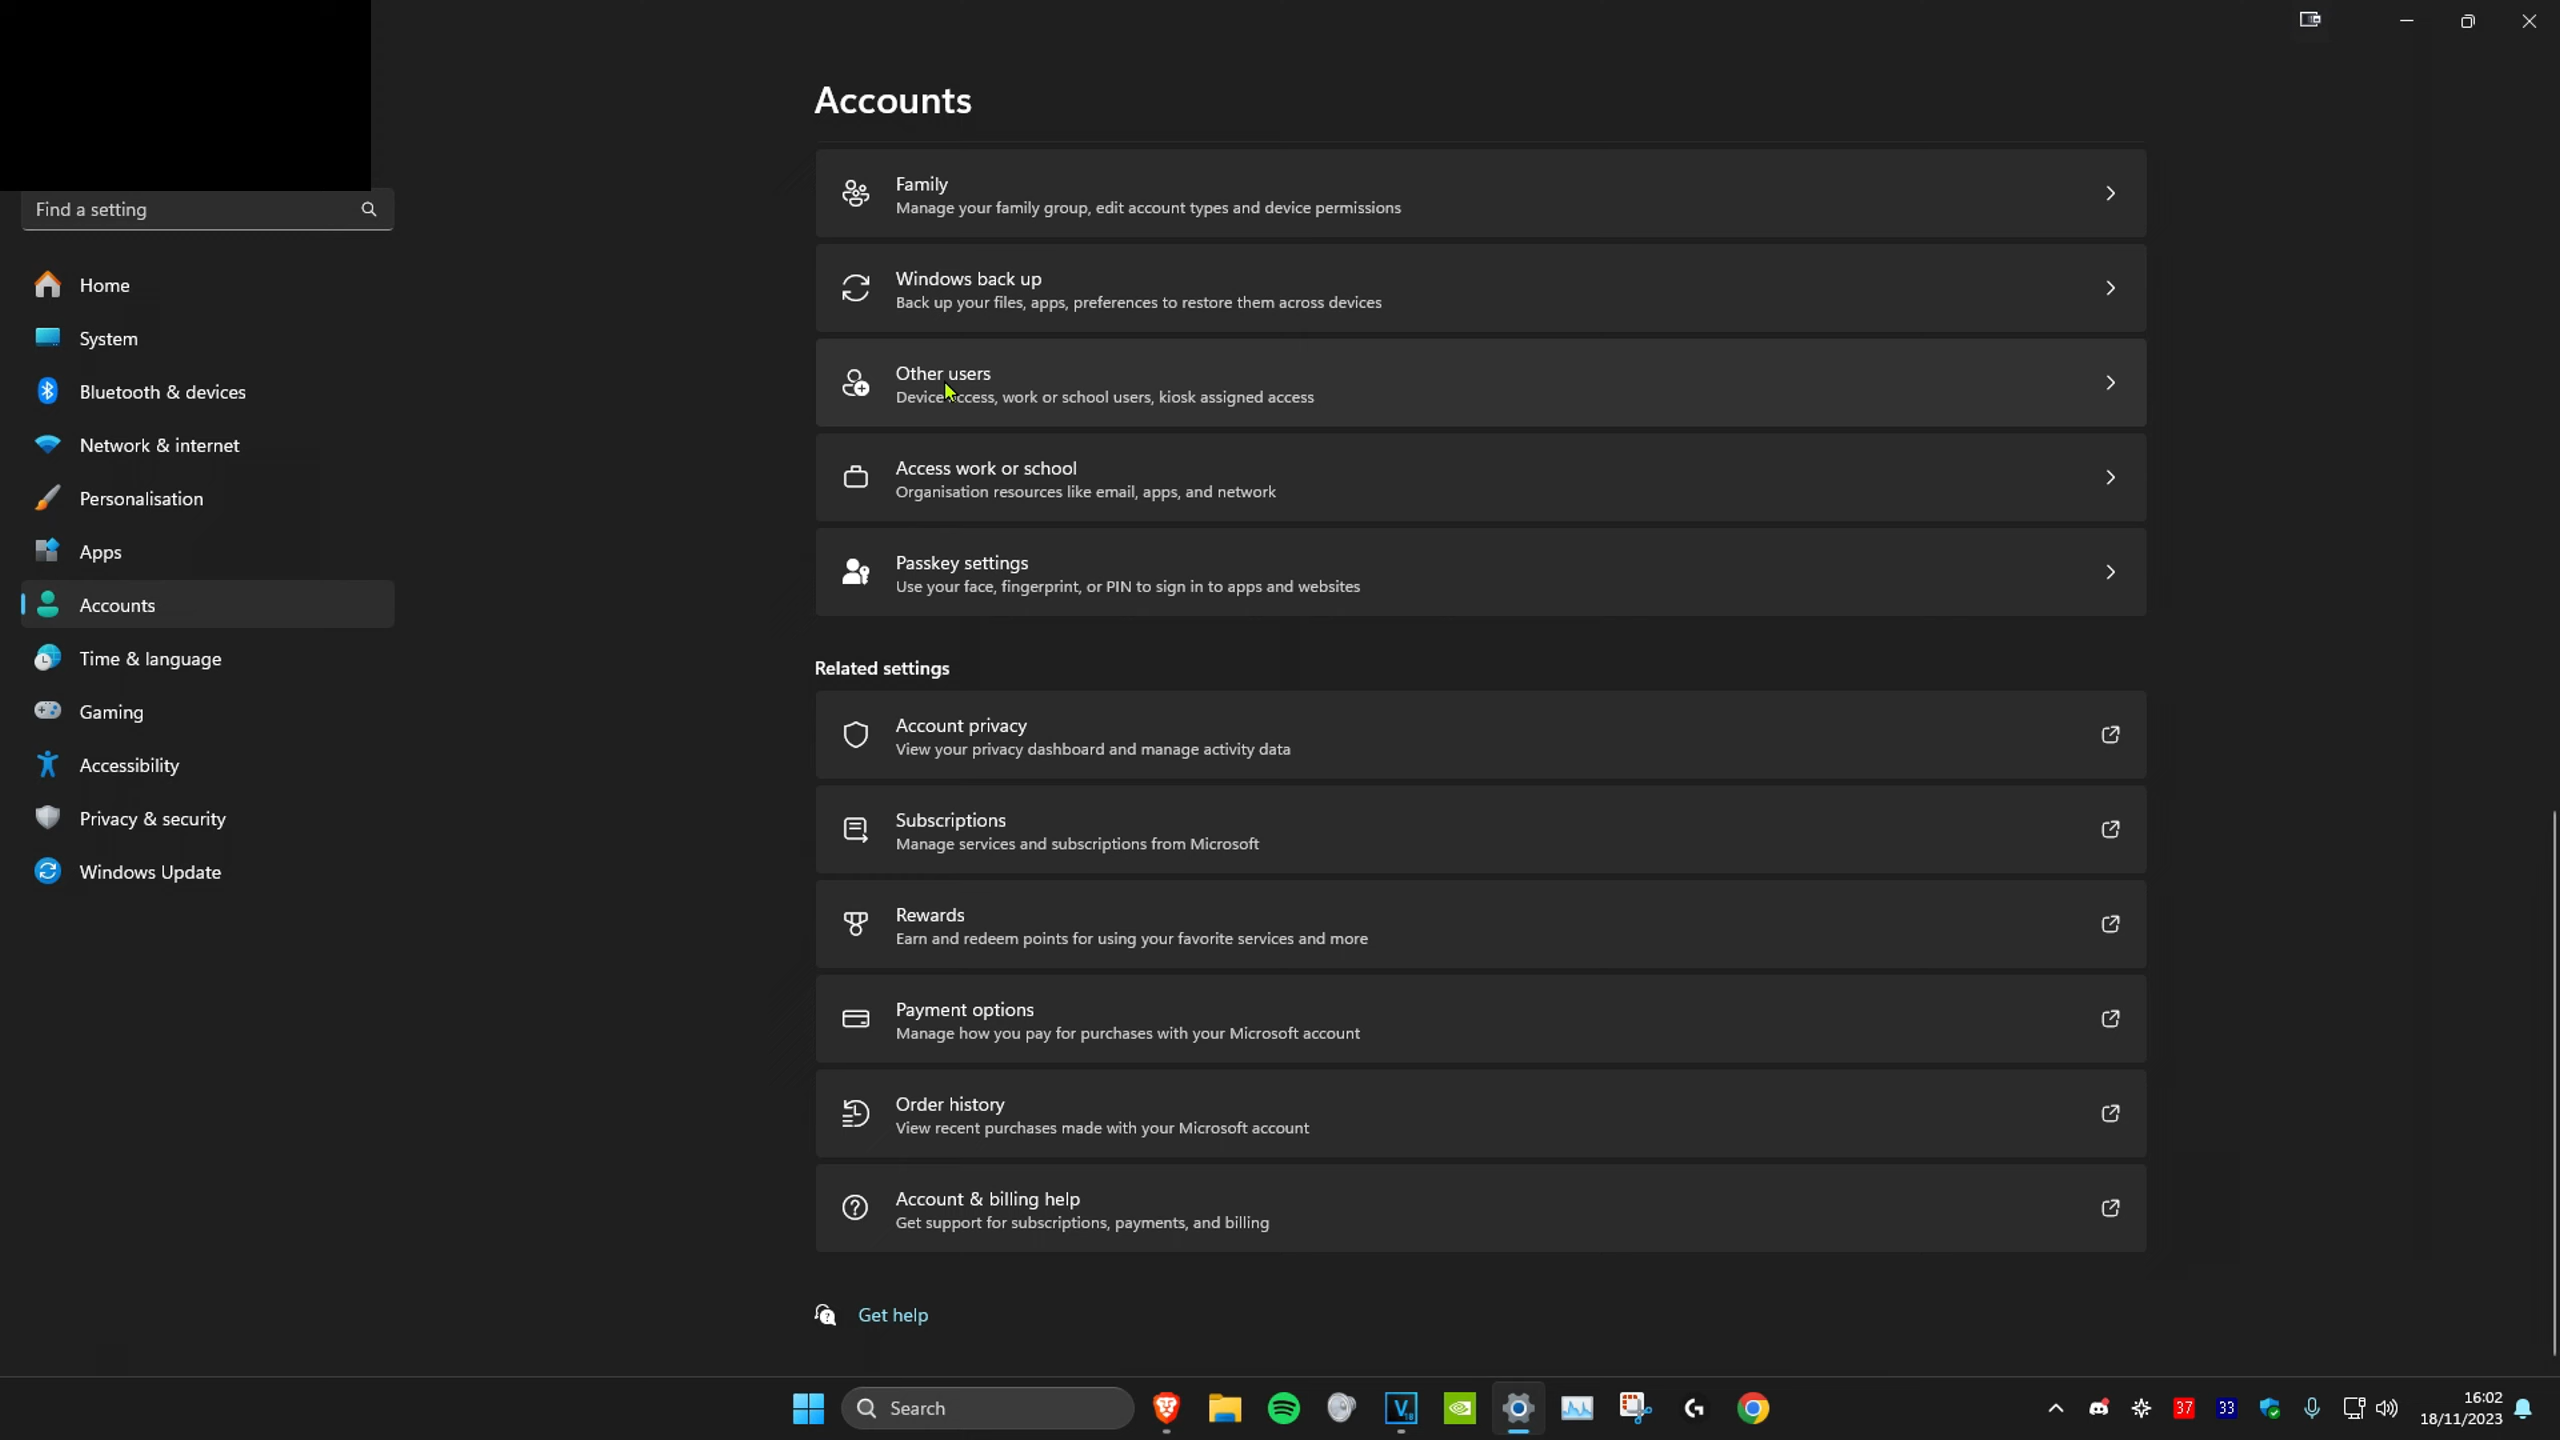 Accounts
Find a setting
Home
System
Bluetooth & devices
Network & internet
Personalisation
Apps
Accounts
Time & language
Gaming
Accessibility
Privacy & security
Windows Update
Family
Manage your family group, edit account types and device permissions
Windows back up
Back up your files, apps, preferences to restore them across devices
Other users
Device access, work or school users, kiosk assigned access
Access work or school
Organisation resources like email, apps, and network
Passkey settings
Use your face, fingerprint, or PIN to sign in to apps and websites
Related settings
Account privacy
View your privacy dashboard and manage activity data
Subscriptions
Manage services and subscriptions from Microsoft
Rewards
Earn and redeem points for using your favorite services and more
Payment options
Manage how you pay for purchases with your Microsoft account
Order history
View recent purchases made with your Microsoft account
Account & billing help
Get support for subscriptions, payments, and billing
Get help
Search
V 18
37
33
16:02
18/11/2023